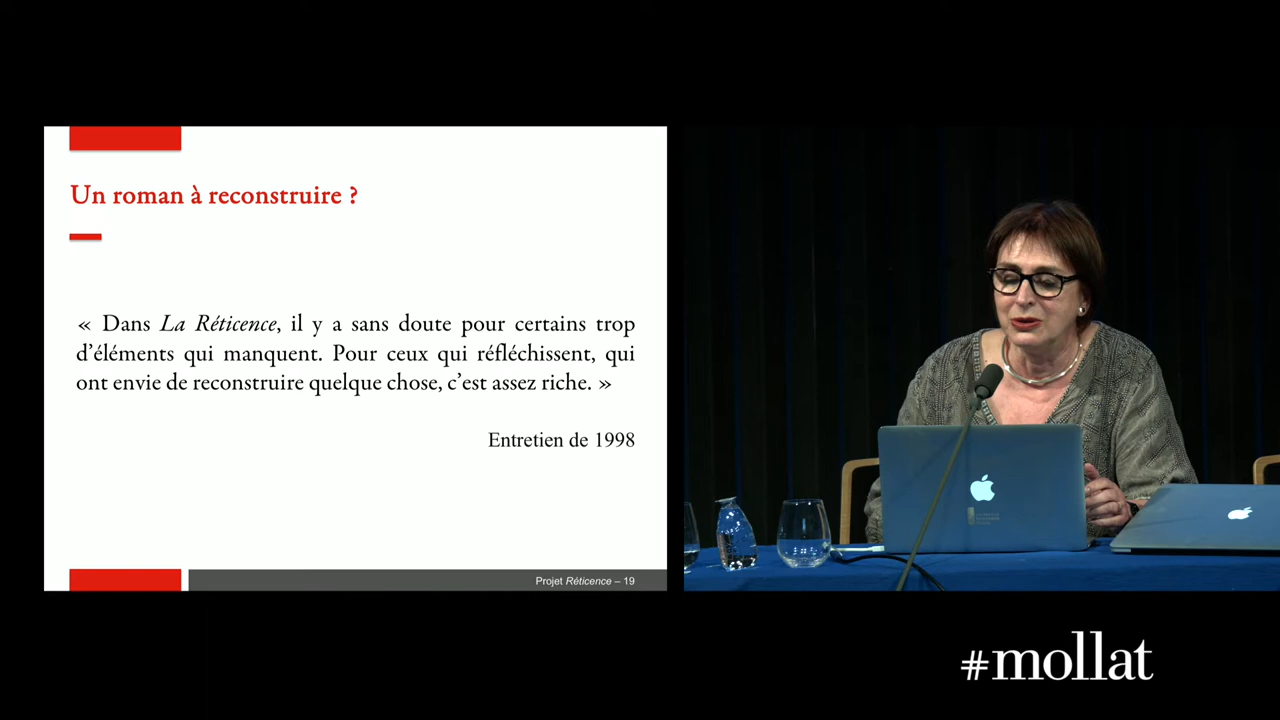 Un roman à reconstruire ?
« Dans La Réticence, il y a sans doute pour certains trop
d’éléments qui manquent. Pour ceux qui réfléchissent, qui
ont envie de reconstruire quelque chose, c’est assez riche. »
Entretien de 1998
Projet Réticence – 19
#mollat